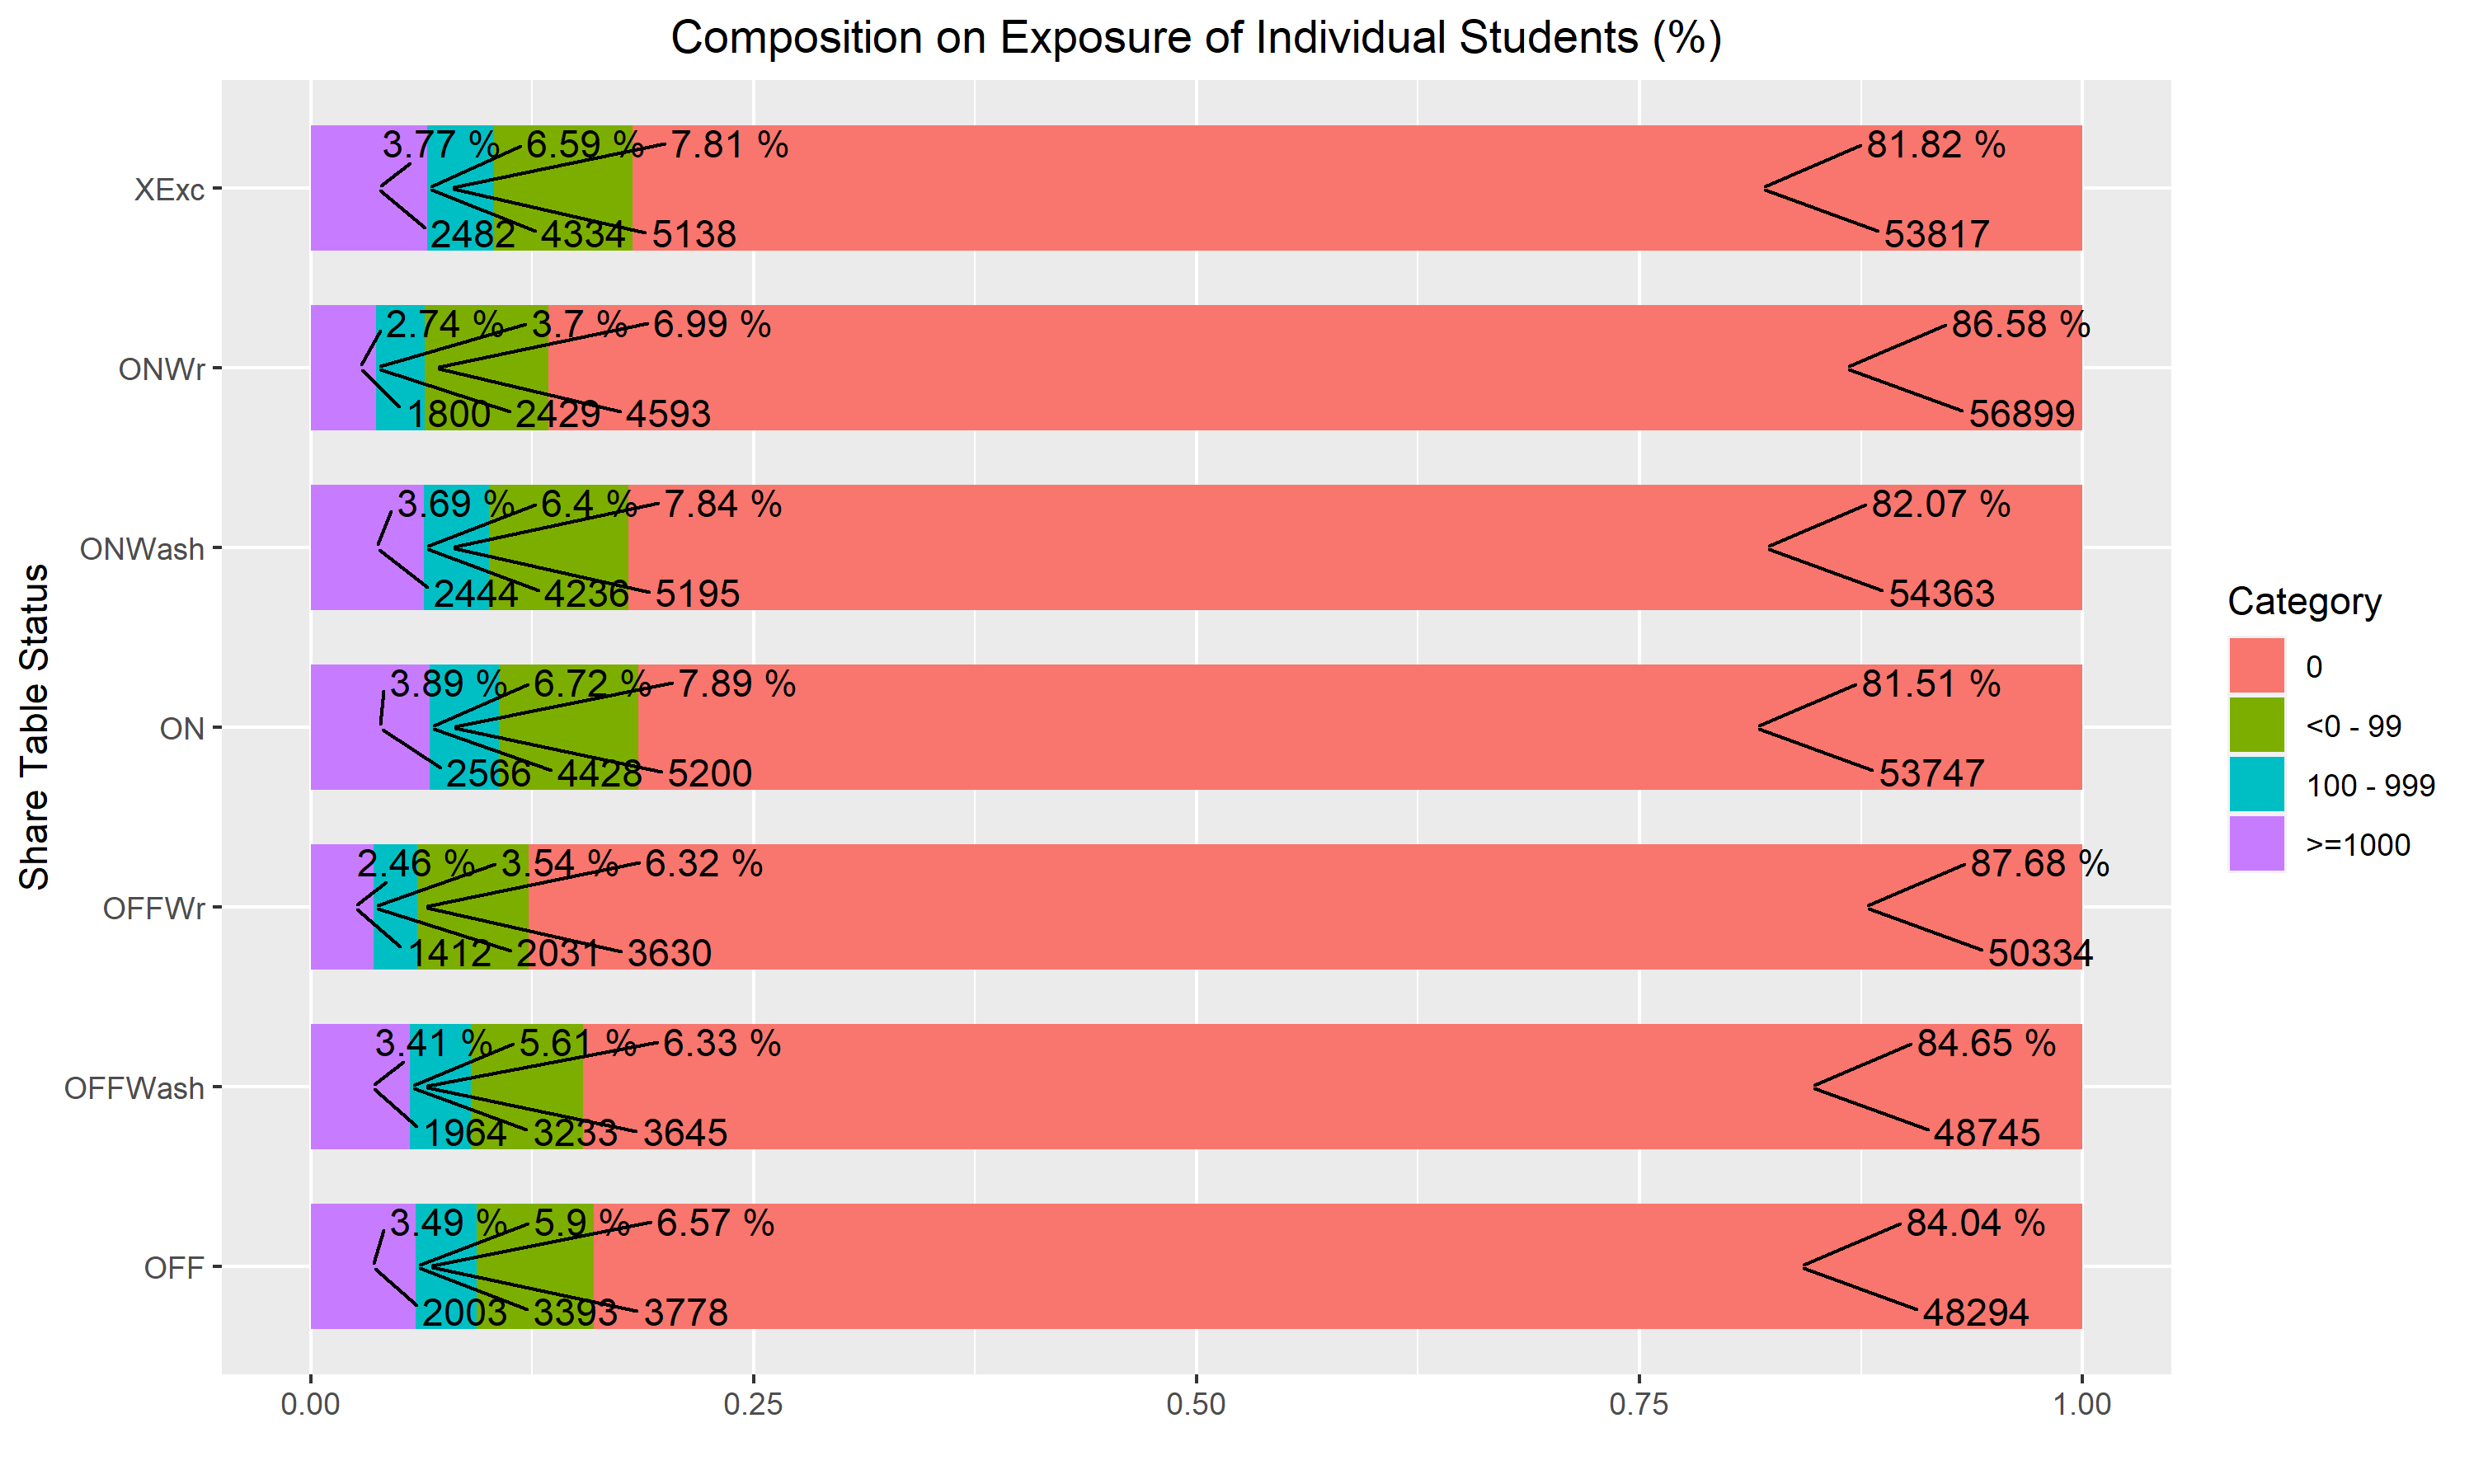 Composition on Exposure of Individual Students (%)
Share Table Status
XExc
3.77 % 6.59 % 7.81 % 81.82 %
2482 4334 5138 53817
ONWr
2.74 % 3.7 % 6.99 % 86.58 %
1800 2429 4593 56899
ONWash
3.69 % 6.4 % 7.84 % 82.07 %
2444 4236 5195 54363
ON
3.89 % 6.72 % 7.89 % 81.51 %
2566 4428 5200 53747
OFFWr
2.46 % 3.54 % 6.32 % 87.68 %
1412 2031 3630 50334
OFFWash
3.41 % 5.61 % 6.33 % 84.65 %
1964 3233 3645 48745
OFF
3.49 % 5.9 % 6.57 % 84.04 %
2003 3393 3778 48294
0.00 0.25 0.50 0.75 1.00
Category
0
<0 - 99
100 - 999
>=1000